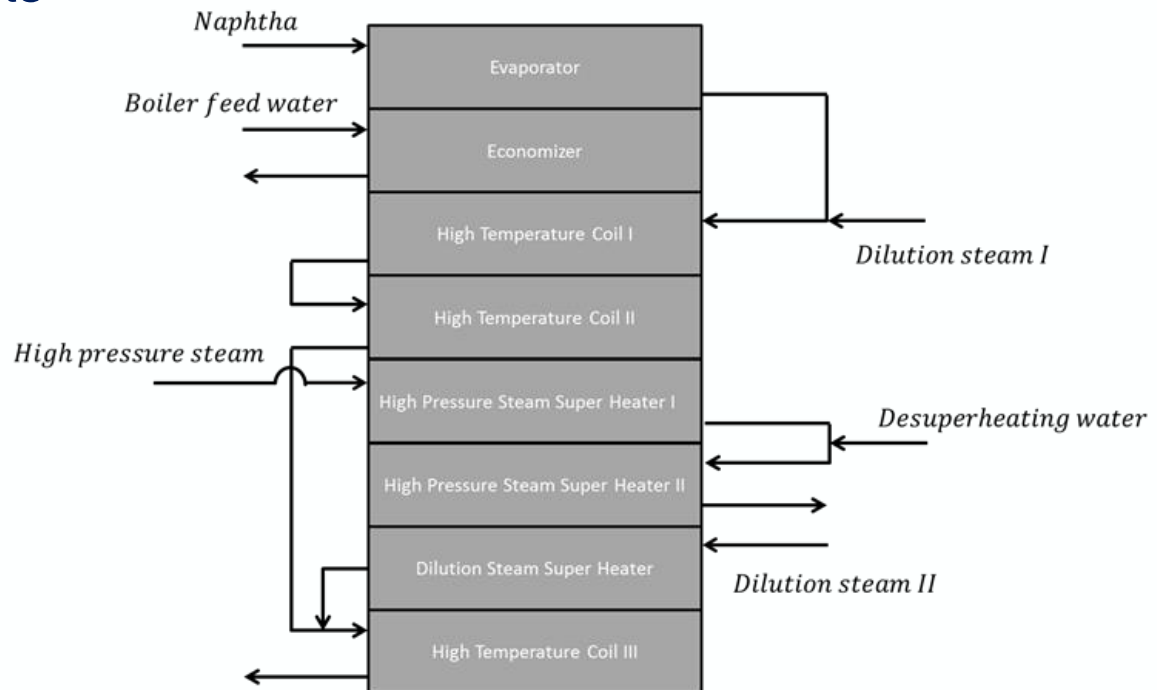 Naphtha
Evaporator
Boiler feed water
Economizer
High Temperature Coil I
Dilution steam I
High Temperature Coil II
High pressure steam
High Pressure Steam Super Heater I
Desuperheating water
High Pressure Steam Super Heater II
Dilution Steam Super Heater
Dilution steam II
High Temperature Coil III